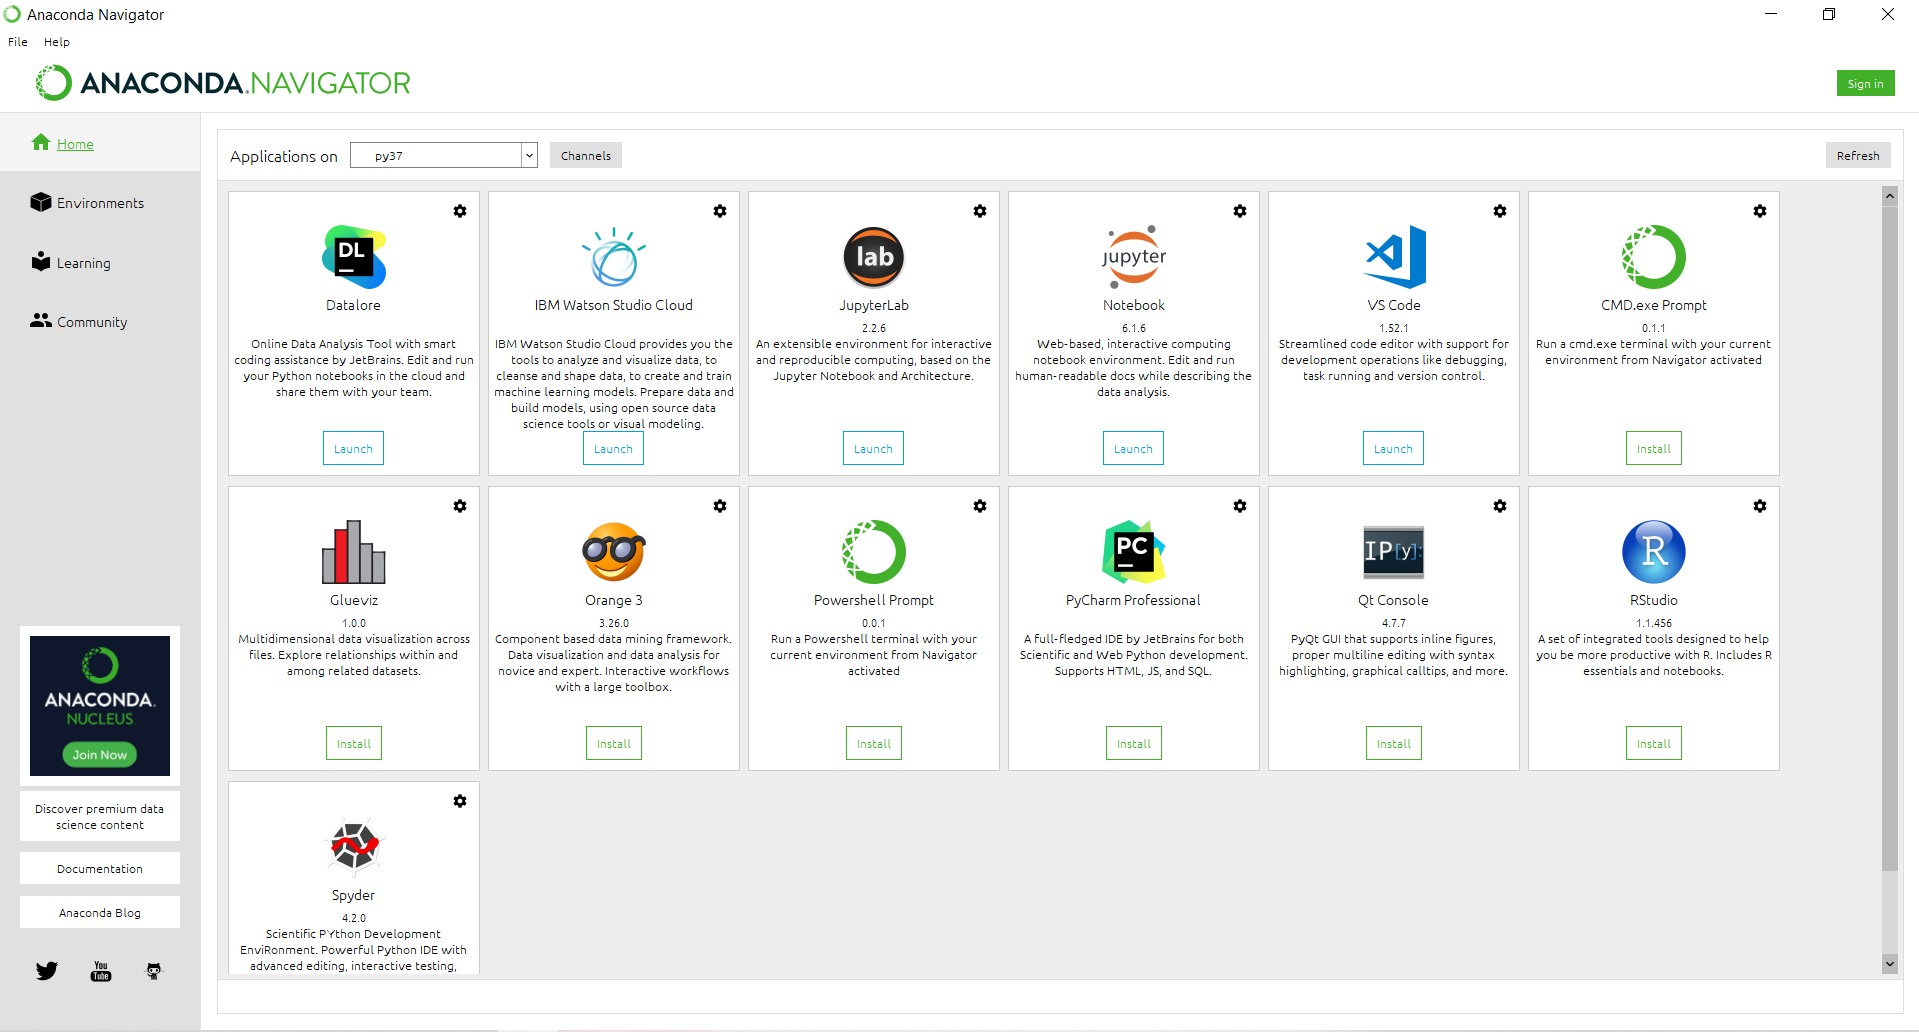 Anaconda Navigator
File Help
ANACONDA.NAVIGATOR
Sign in
Home
Environments
Learning
Community
ANACONDA.
NUCLEUS
Join Now
Discover premium data
science content
Documentation
Anaconda Blog
You
Tube
Applications on py37 Channels Refresh
DL
Datalore
Online Data Analysis Tool with smart
coding assistance by JetBrains. Edit and run
your Python notebooks in the cloud and
share them with your team.
Launch
IBM Watson Studio Cloud
IBM Watson Studio Cloud provides you the
tools to analyze and visualize data, to
cleanse and shape data, to create and train
machine learning models. Prepare data and
build models, using open source data
science tools or visual modeling.
Launch
lab
JupyterLab
2.2.6
An extensible environment for interactive
and reproducible computing, based on the
Jupyter Notebook and Architecture.
Launch
jupyter
Notebook
6.1.6
Web-based, interactive computing
notebook environment. Edit and run
human-readable docs while describing the
data analysis.
Launch
VS Code
1.52.1
Streamlined code editor with support for
development operations like debugging,
task running and version control.
Launch
CMD.exe Prompt
0.1.1
Run a cmd.exe terminal with your current
environment from Navigator activated
Install
Glueviz
1.0.0
Multidimensional data visualization across
files. Explore relationships within and
among related datasets.
Install
Orange 3
3.26.0
Component based data mining framework.
Data visualization and data analysis for
novice and expert. Interactive workflows
with a large toolbox.
Install
Powershell Prompt
0.0.1
Run a Powershell terminal with your
current environment from Navigator
activated
Install
PC
PyCharm Professional
A full-fledged IDE by JetBrains for both
Scientific and Web Python development.
Supports HTML, JS, and SQL.
Install
IP[y]:
Qt Console
4.7.7
PyQt GUI that supports inline figures,
proper multiline editing with syntax
highlighting, graphical calltips, and more.
Install
R
RStudio
1.1.456
A set of integrated tools designed to help
you be more productive with R. Includes R
essentials and notebooks.
Install
Spyder
4.2.0
Scientific PYthon Development
EnviRonment. Powerful Python IDE with
advanced editing, interactive testing,